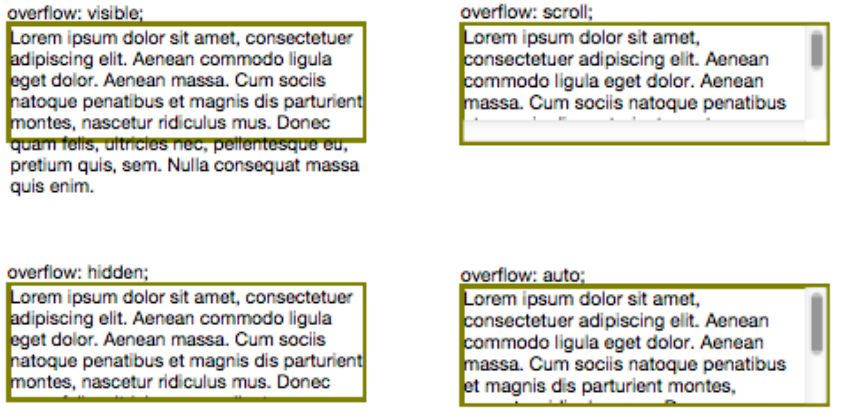 overflow: visible;
Lorem ipsum dolor sit amet, consectetuer
adipiscing elit. Aenean commodo ligula
eget dolor. Aenean massa. Cum sociis
natoque penatibus et magnis dis parturient
montes, nascetur ridiculus mus. Donec
quam felis, ultricies nec, pellentesque eu,
pretium quis, sem. Nulla consequat massa
quis enim.
overflow: scroll;
Lorem ipsum dolor sit amet,
consectetuer adipiscing elit. Aenean
commodo ligula eget dolor. Aenean
massa. Cum sociis natoque penatibus
overflow: hidden;
Lorem ipsum dolor sit amet, consectetuer
adipiscing elit. Aenean commodo ligula
eget dolor. Aenean massa. Cum sociis
natoque penatibus et magnis dis parturient
montes, nascetur ridiculus mus. Donec
overflow: auto;
Lorem ipsum dolor sit amet,
consectetuer adipiscing elit. Aenean
commodo ligula eget dolor. Aenean
massa. Cum sociis natoque penatibus
et magnis dis parturient montes,